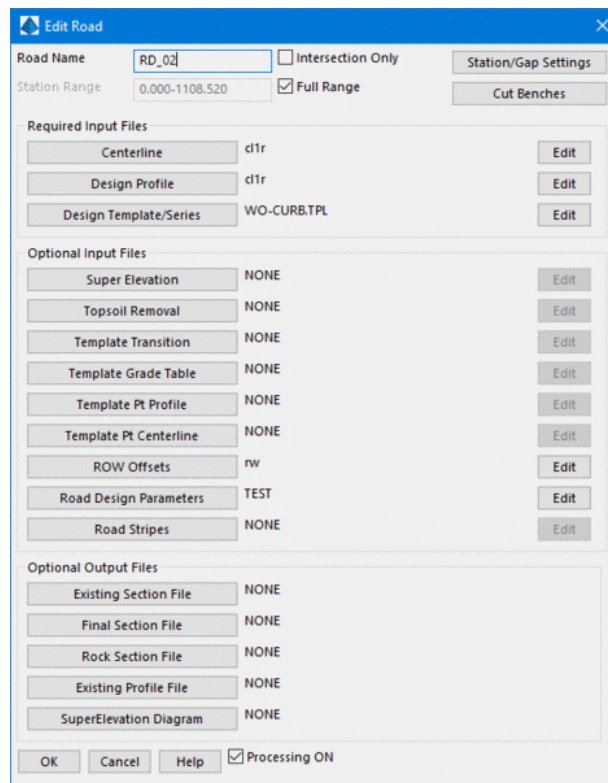 Edit Road
Road Name RD_02 Intersection Only Station/Gap Settings
Station Range 0.000-1108.520 Full Range Cut Benches
Required Input Files
Centerline cl1r Edit
Design Profile cl1r Edit
Design Template/Series WO-CURB.TPL Edit
Optional Input Files
Super Elevation NONE Edit
Topsoil Removal NONE Edit
Template Transition NONE Edit
Template Grade Table NONE Edit
Template Pt Profile NONE Edit
Template Pt Centerline NONE Edit
ROW Offsets rw Edit
Road Design Parameters TEST Edit
Road Stripes NONE Edit
Optional Output Files
Existing Section File NONE
Final Section File NONE
Rock Section File NONE
Existing Profile File NONE
SuperElevation Diagram NONE
OK Cancel Help Processing ON